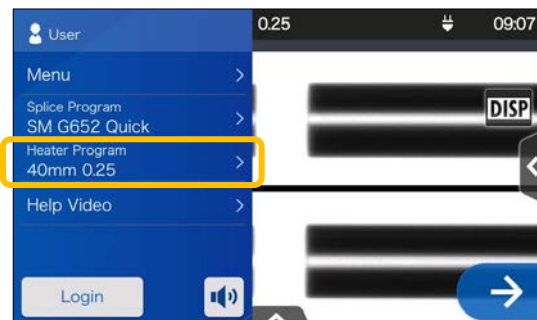 User
0.25
09:07
Menu
Splice Program
SM G652 Quick
DISP
Heater Program
40mm 0.25
Help Video
Login